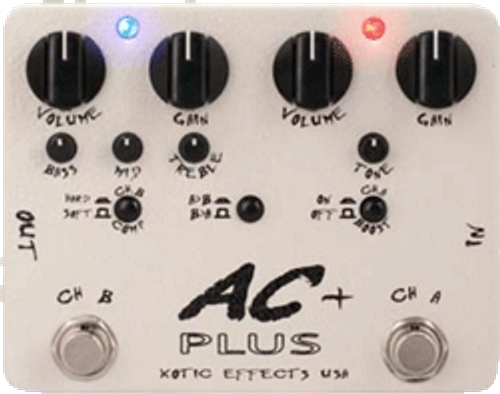 VOLUME GAIN VOLUME GAIN
BASS MID TREBLE TONE
HARD
SOFT
CH. B
COMP
A>B
B>A
ON
OFF
CH.A
BOOST
OUT
IN
CH B
CH A
AC+
PLUS
XOTIC EFFECTS USA